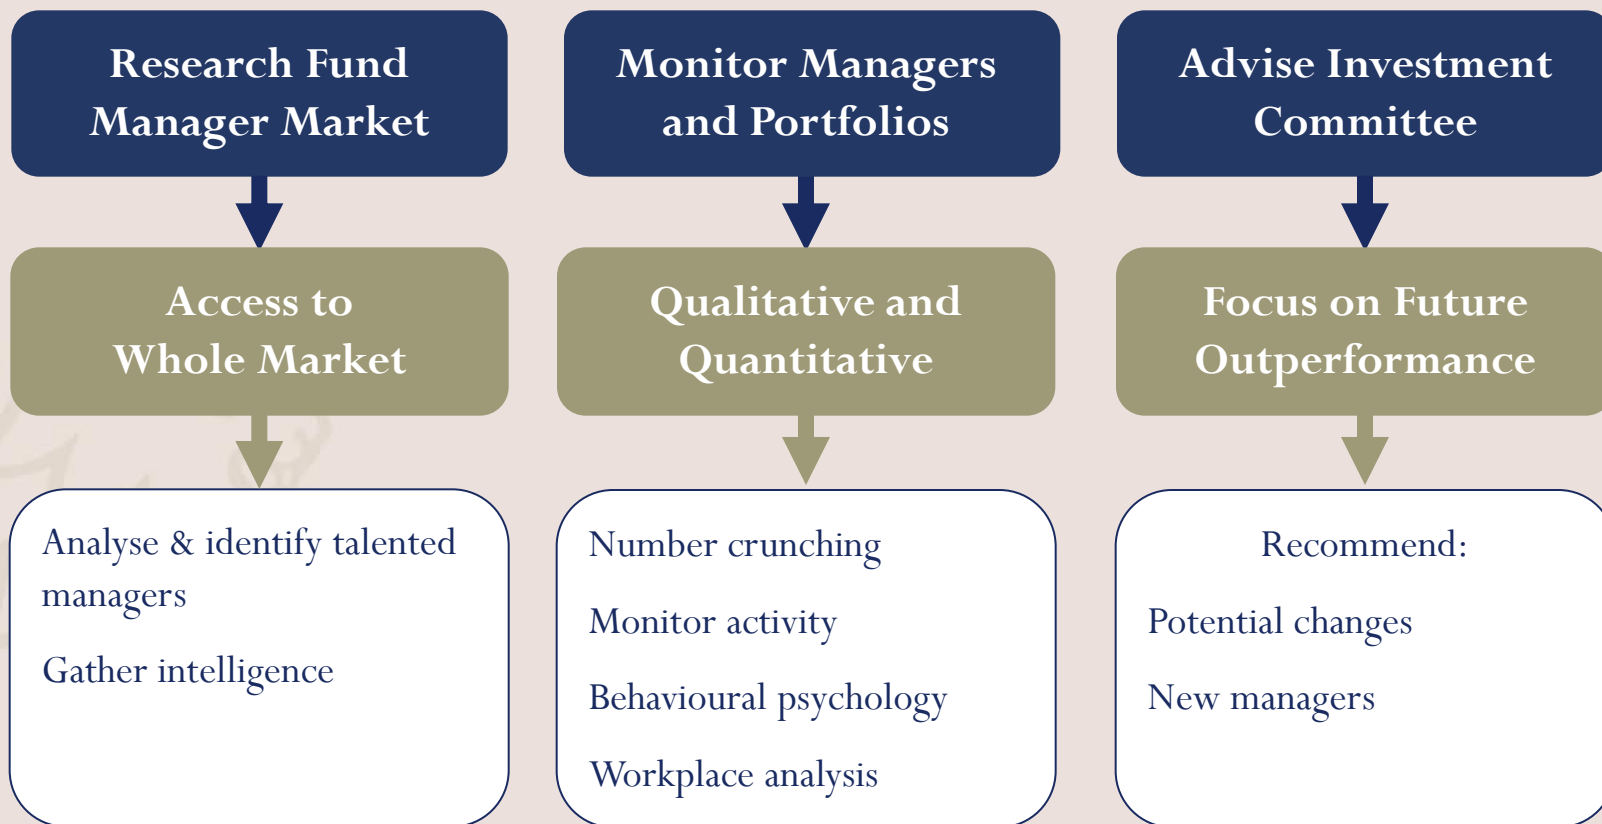 Research Fund
Manager Market
Access to
Whole Market
Analyse & identify talented
managers
Gather intelligence
Monitor Managers
and Portfolios
Qualitative and
Quantitative
Number crunching
Monitor activity
Behavioural psychology
Workplace analysis
Advise Investment
Committee
Focus on Future
Outperformance
Recommend:
Potential changes
New managers